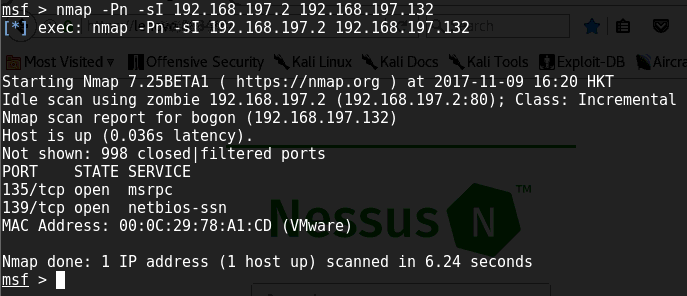 msf > nmap -Pn -sI 192.168.197.2 192.168.197.132
[*] exec: nmap -Pn -sI 192.168.197.2 192.168.197.132
Most Visited Offensive Security Kali Linux Kali Docs Kali Tools Exploit-DB Aircra
Starting Nmap 7.25BETA1 ( https://nmap.org ) at 2017-11-09 16:20 HKT
Idle scan using zombie 192.168.197.2 (192.168.197.2:80); Class: Incremental
Nmap scan report for bogon (192.168.197.132)
Host is up (0.036s latency).
Not shown: 998 closed|filtered ports
PORT    STATE SERVICE
135/tcp open  msrpc
139/tcp open  netbios-ssn
Nessus N ™
MAC Address: 00:0C:29:78:A1:CD (VMware)
Nmap done: 1 IP address (1 host up) scanned in 6.24 seconds
msf >